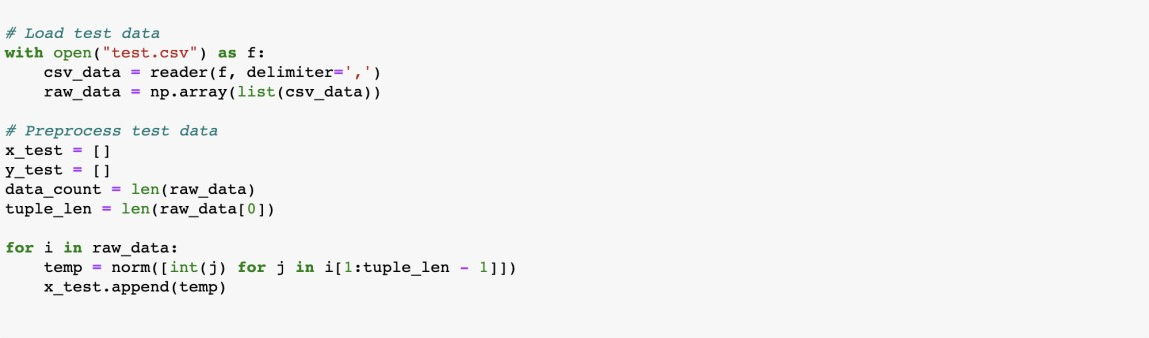 # Load test data
with open("test.csv") as f:
    csv_data = reader(f, delimiter=',')
    raw_data = np.array(list(csv_data))
# Preprocess test data
x_test = []
y_test = []
data_count = len(raw_data)
tuple_len = len(raw_data[0])
for i in raw_data:
    temp = norm([int(j) for j in i[1:tuple_len - 1]])
    x_test.append(temp)